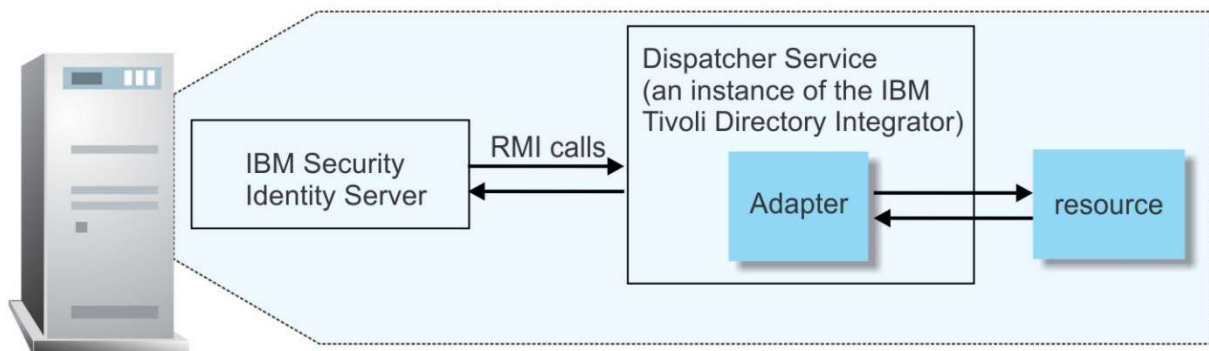 IBM Security
Identity Server
RMI calls
Dispatcher Service
(an instance of the IBM
Tivoli Directory Integrator)
Adapter
resource